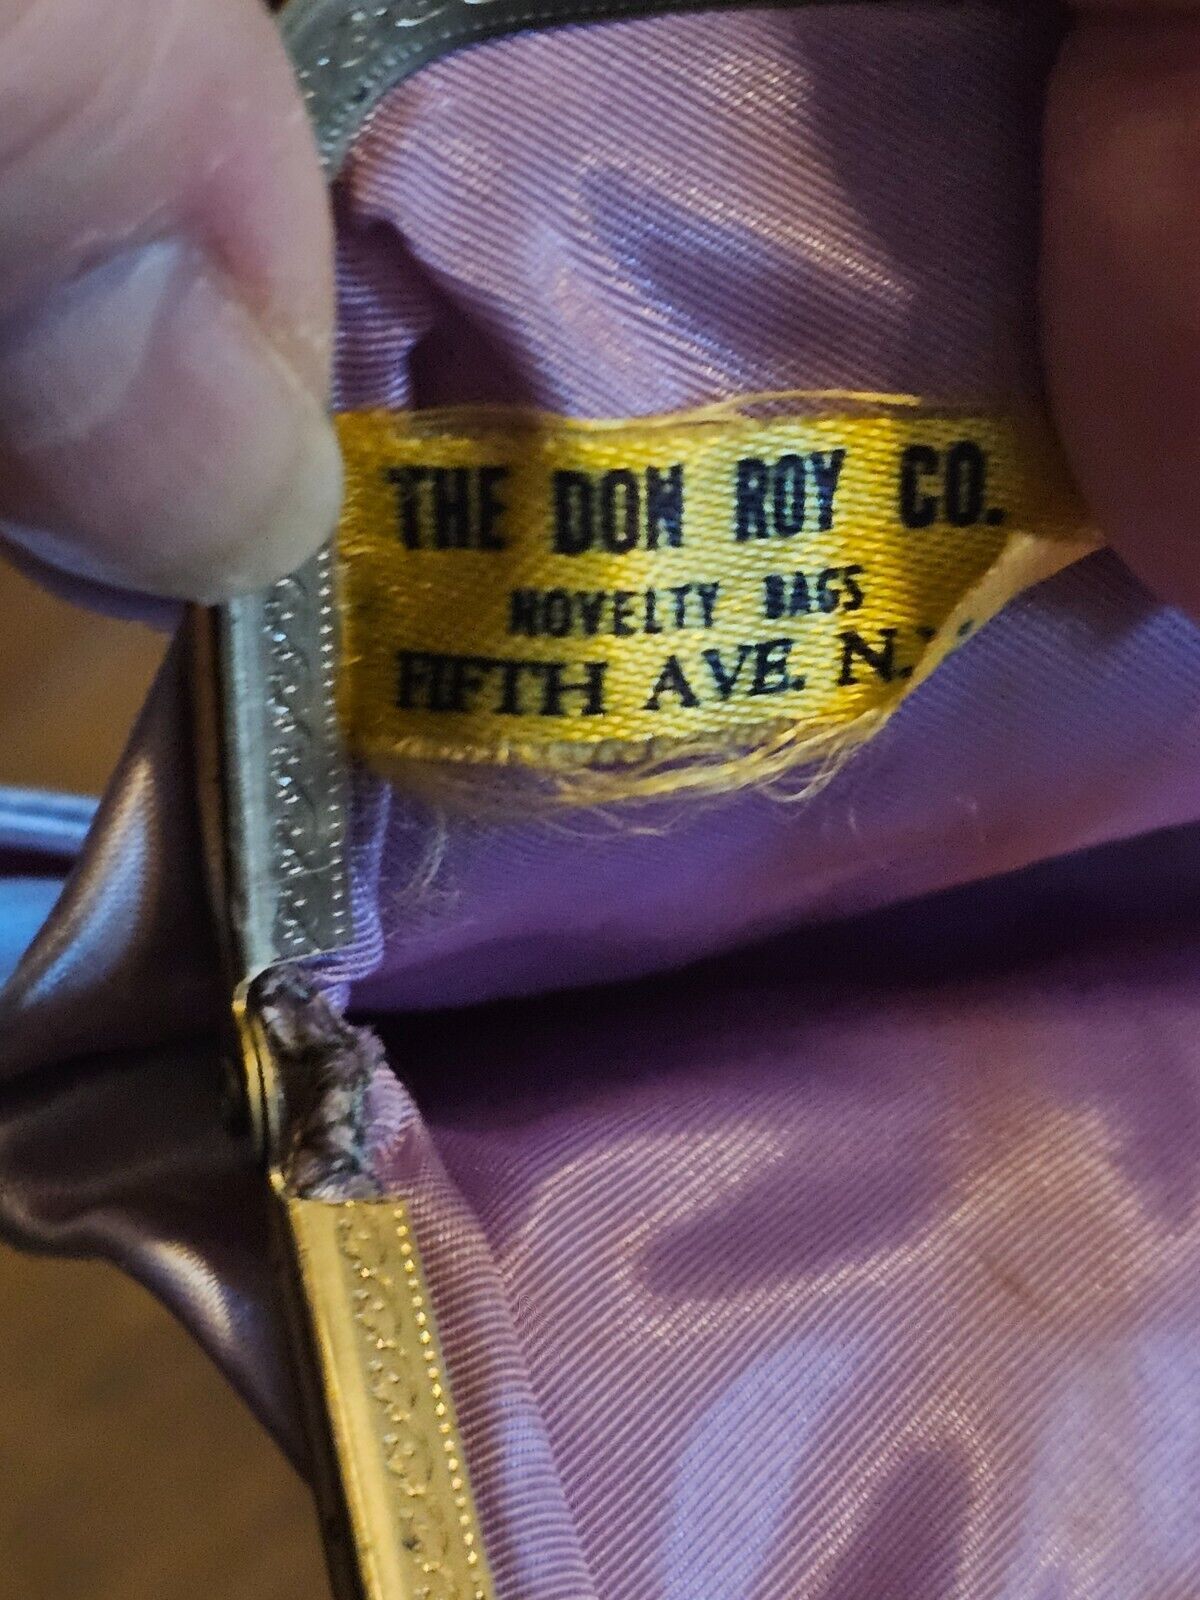 THE DON ROY CO.
NOVELTY BAGS
FIFTH AVE. N.